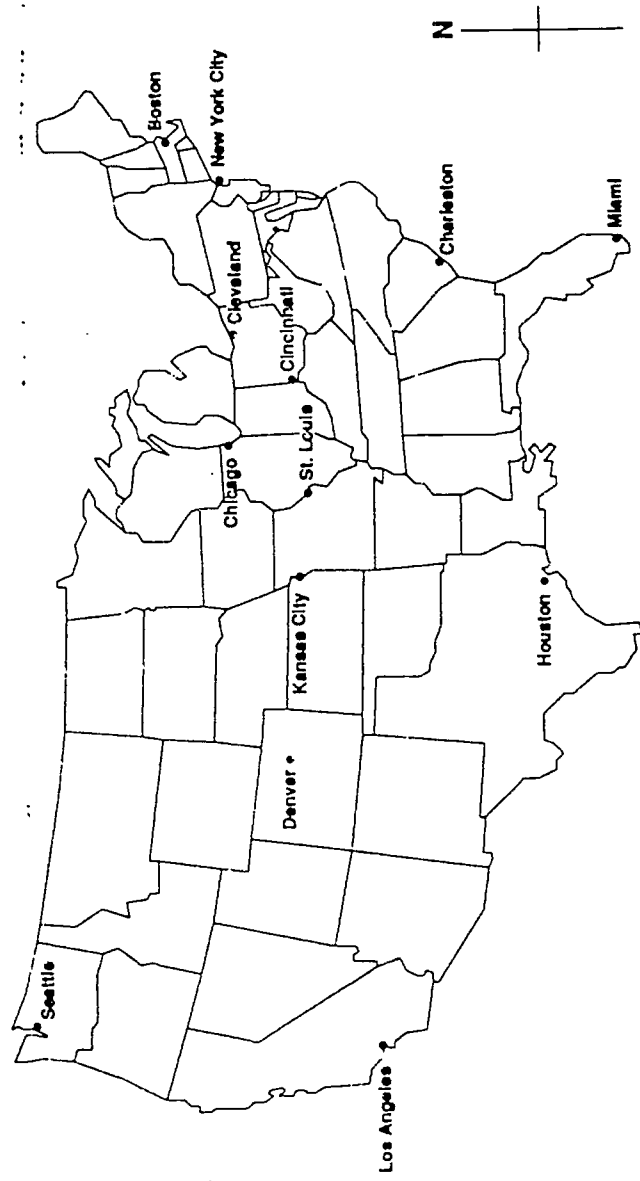 Seattle
Boston
New York City
Cleveland
Chicago
Cincinnati
St. Louis
Kansas City
Denver
Los Angeles
Charleston
Houston
Miami
N